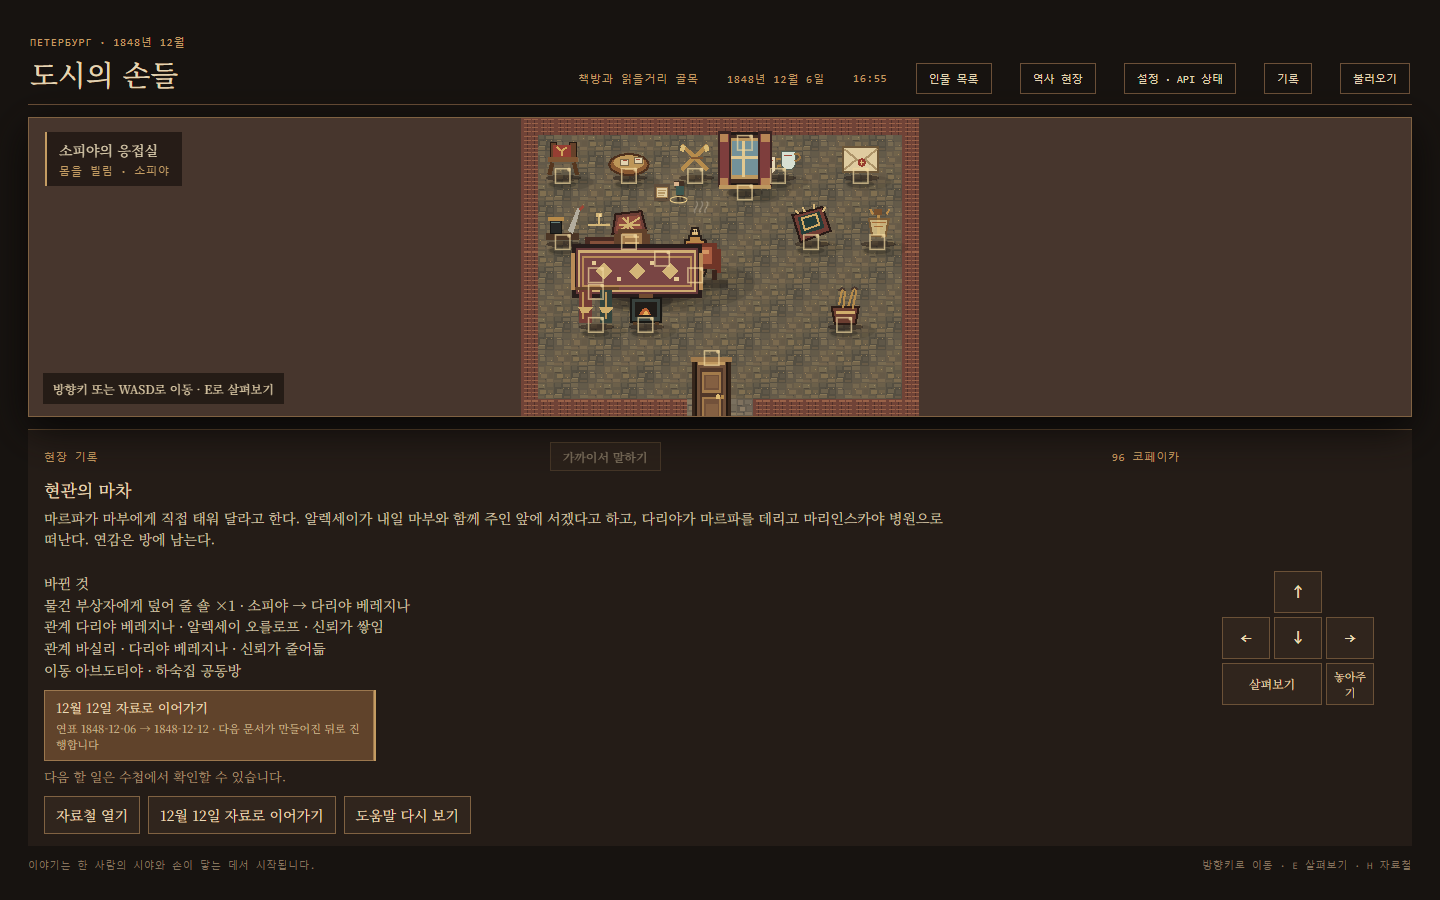 ПЕТЕРБУРГ · 1848년 12월
도시의 손들
책방과 읽을거리 골목
1848년 12월 6일
16:55
인물 목록
역사 현장
설정 · API 상태
기록
불러오기
소피야의 응접실
몸을 빌림 · 소피야
방향키 또는 WASD로 이동 · E로 살펴보기
현장 기록
가까이서 말하기
96 코페이카
현관의 마차
마르파가 마부에게 직접 태워 달라고 한다. 알렉세이가 내일 마부와 함께 주인 앞에 서겠다고 하고, 다리야가 마르파를 데리고 마리인스카야 병원으로
떠난다. 연감은 방에 남는다.
바뀐 것
물건 부상자에게 덮어 줄 숄 ×1 · 소피야 → 다리야 베레지나
관계 다리야 베레지나 · 알렉세이 오를로프 · 신뢰가 쌓임
관계 바실리 · 다리야 베레지나 · 신뢰가 줄어듦
이동 아브도티야 · 하숙집 공동방
↑
← ↓ →
살펴보기
놓아주
기
12월 12일 자료로 이어가기
연표 1848-12-06 → 1848-12-12 · 다음 문서가 만들어진 뒤로 진
행합니다
다음 할 일은 수첩에서 확인할 수 있습니다.
자료철 열기
12월 12일 자료로 이어가기
도움말 다시 보기
이야기는 한 사람의 시야와 손이 닿는 데서 시작됩니다.
방향키로 이동 · E 살펴보기 · H 자료철